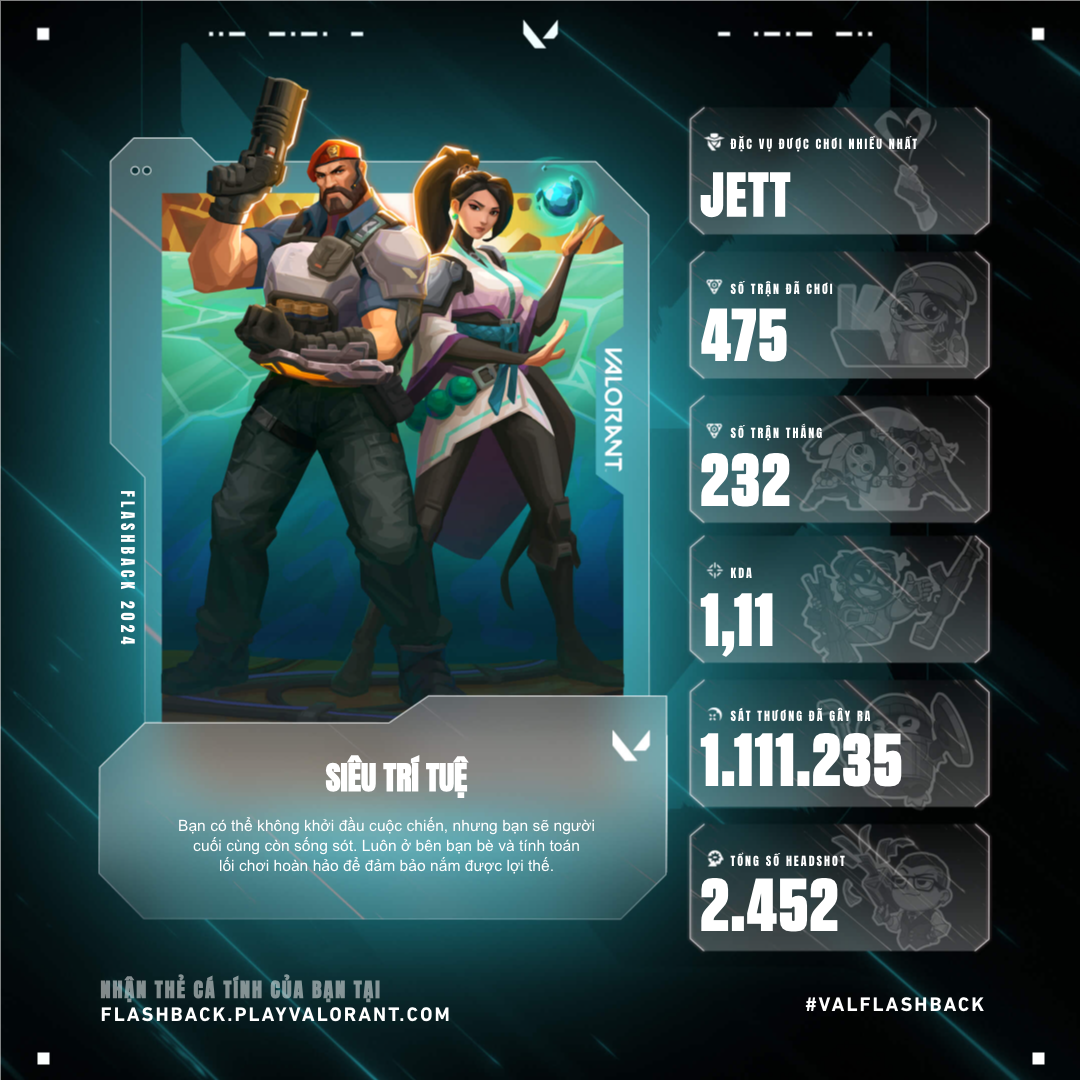 ĐẶC VỤ ĐƯỢC CHƠI NHIỀU NHẤT
JETT
SỐ TRẬN ĐÃ CHƠI
475
SỐ TRẬN THẮNG
232
KDA
1,11
SÁT THƯƠNG ĐÃ GÂY RA
1.111.235
TỔNG SỐ HEADSHOT
2.452
VALORANT
FLASHBACK 2024
SIÊU TRÍ TUỆ
Bạn có thể không khởi đầu cuộc chiến, nhưng bạn sẽ người
cuối cùng còn sống sót. Luôn ở bên bạn bè và tính toán
lối chơi hoàn hảo để đảm bảo nắm được lợi thế.
NHẬN THẺ CÁ TÍNH CỦA BẠN TẠI
FLASHBACK.PLAYVALORANT.COM
#VALFLASHBACK